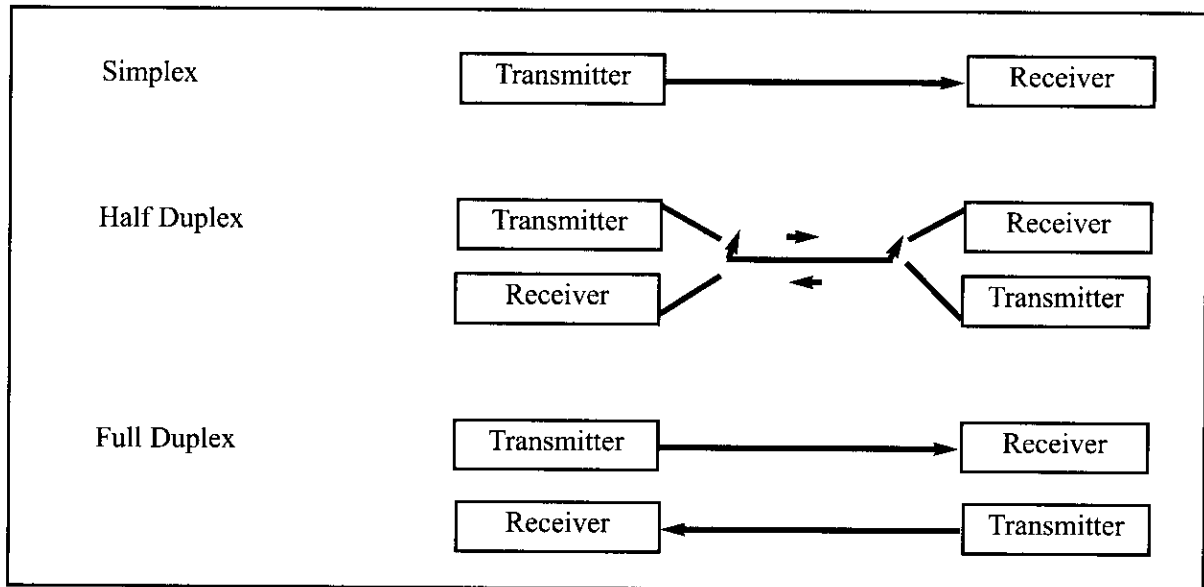 Simplex Transmitter Receiver
Half Duplex Transmitter Receiver
Receiver Transmitter
Full Duplex Transmitter Receiver
Receiver Transmitter